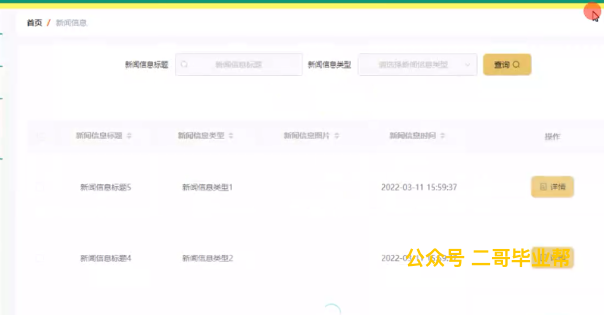 首页 / 新闻信息
新闻信息标题 新闻信息标题 新闻信息类型 请选择新闻信息类型 查询
新闻信息标题 新闻信息类型 新闻信息照片 新闻信息时间 操作
新闻信息标题5 新闻信息类型1 2022-03-11 15:59:37 详情
新闻信息标题4 新闻信息类型2
公众号 二哥毕业帮